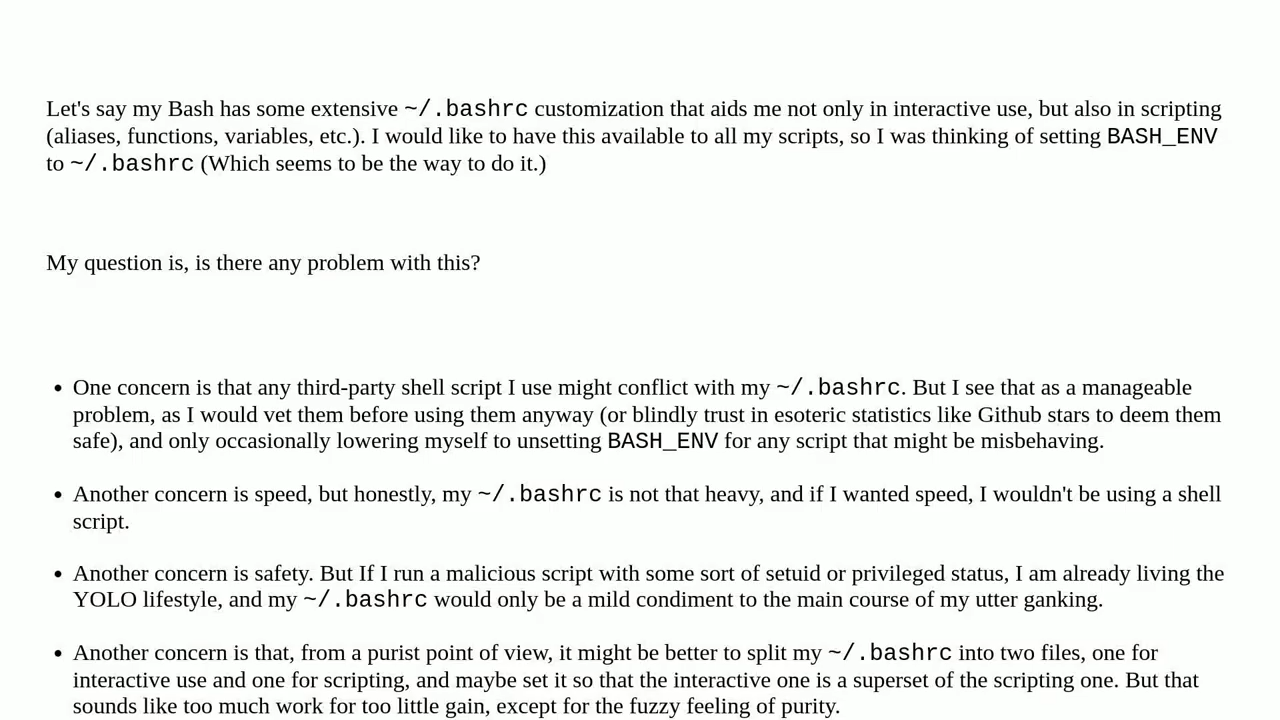 Let's say my Bash has some extensive ~/.bashrc customization that aids me not only in interactive use, but also in scripting
(aliases, functions, variables, etc.). I would like to have this available to all my scripts, so I was thinking of setting BASH_ENV
to ~/.bashrc (Which seems to be the way to do it.)
My question is, is there any problem with this?
• One concern is that any third-party shell script I use might conflict with my ~/.bashrc. But I see that as a manageable
problem, as I would vet them before using them anyway (or blindly trust in esoteric statistics like Github stars to deem them
safe), and only occasionally lowering myself to unsetting BASH_ENV for any script that might be misbehaving.
• Another concern is speed, but honestly, my ~/.bashrc is not that heavy, and if I wanted speed, I wouldn't be using a shell
script.
• Another concern is safety. But If I run a malicious script with some sort of setuid or privileged status, I am already living the
YOLO lifestyle, and my ~/.bashrc would only be a mild condiment to the main course of my utter ganking.
• Another concern is that, from a purist point of view, it might be better to split my ~/.bashrc into two files, one for
interactive use and one for scripting, and maybe set it so that the interactive one is a superset of the scripting one. But that
sounds like too much work for too little gain, except for the fuzzy feeling of purity.